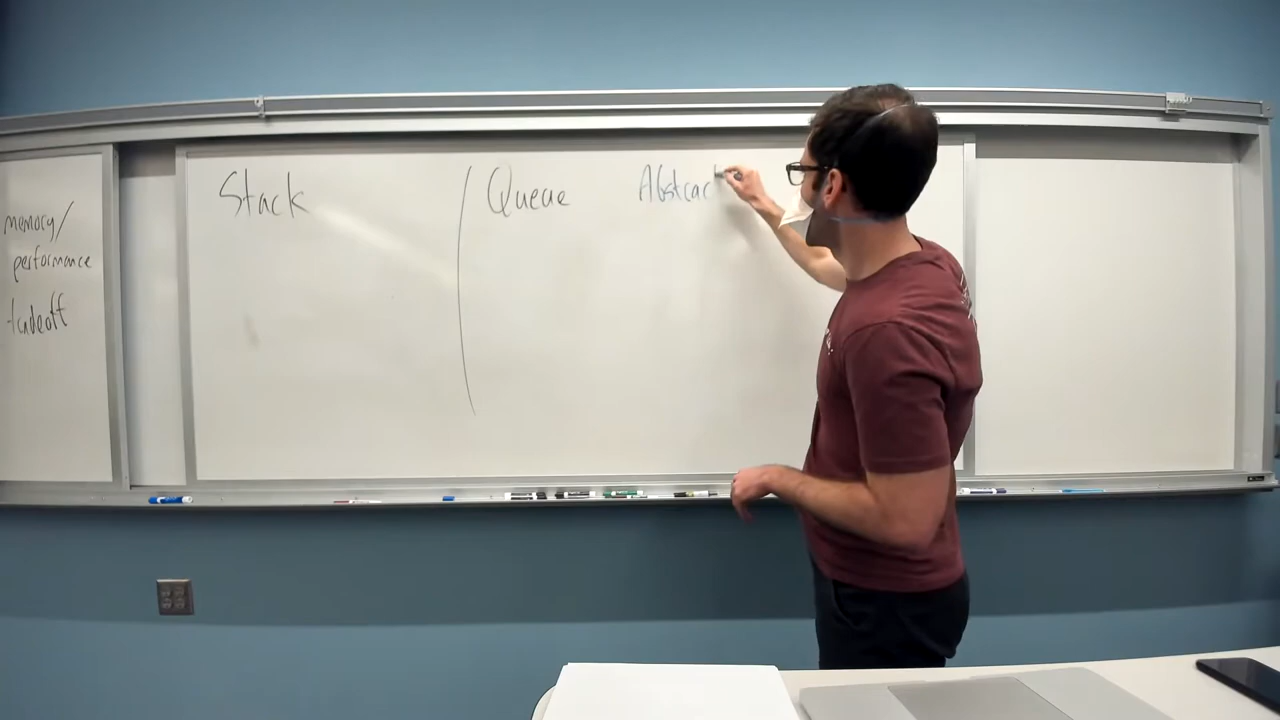 memory/
performance
tradeoff
Stack
Queue
Abstract